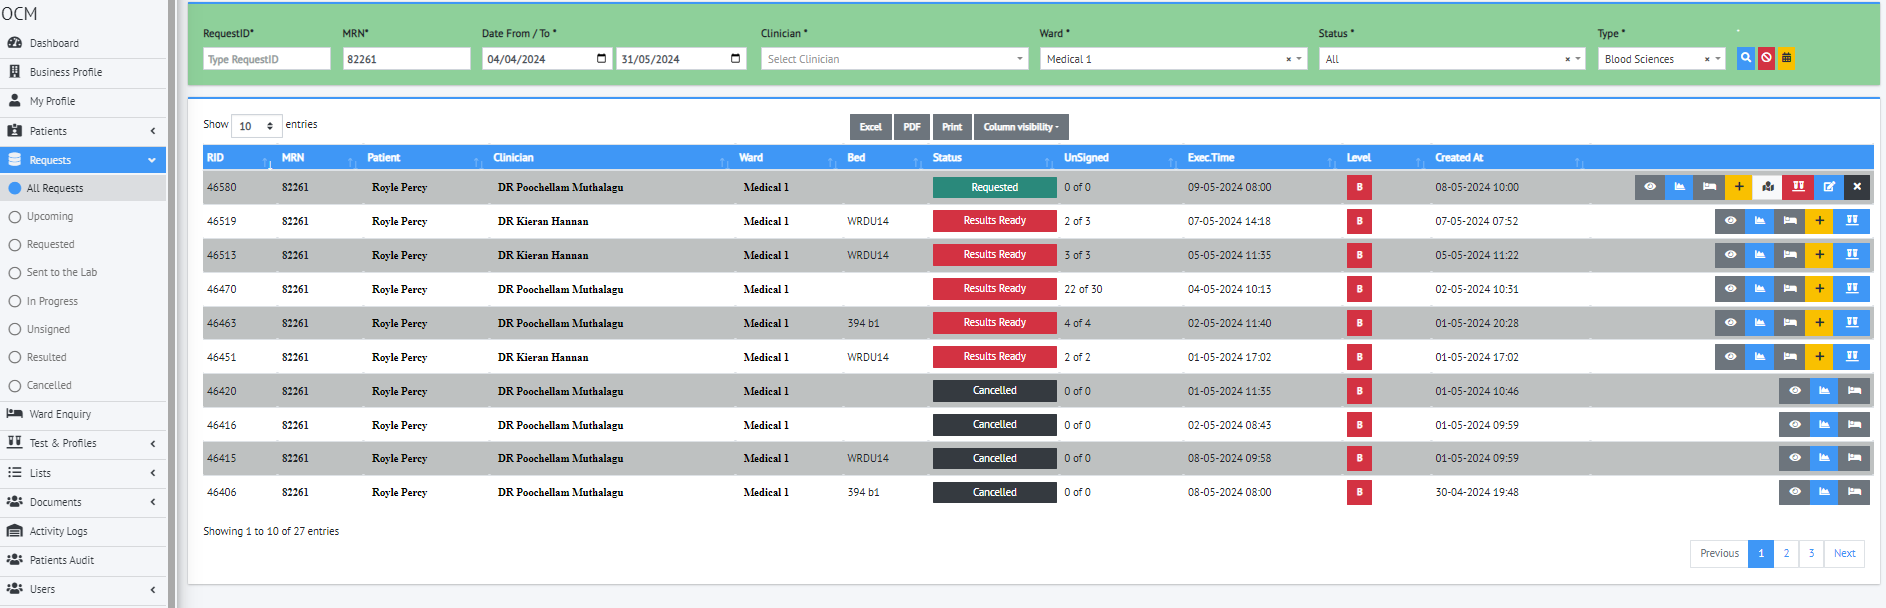 OCM
Dashboard
Business Profile
My Profile
Patients
Requests
All Requests
Upcoming
Requested
Sent to the Lab
In Progress
Unsigned
Resulted
Cancelled
Ward Enquiry
Test & Profiles
Lists
Documents
Activity Logs
Patients Audit
Users
RequestID* MRN* Date From / To * Clinician * Ward * Status * Type * *
Type RequestID 82261 04/04/2024 31/05/2024 Select Clinician Medical 1 × All × Blood Sciences ×
Show 10 entries Excel PDF Print Column visibility
RID MRN Patient Clinician Ward Bed Status UnSigned Exec.Time Level Created At
46580 82261 Royle Percy DR Poochellam Muthalagu Medical 1 Requested 0 of 0 09-05-2024 08:00 B 08-05-2024 10:00
46519 82261 Royle Percy DR Kieran Hannan Medical 1 WRDU14 Results Ready 2 of 3 07-05-2024 14:18 B 07-05-2024 07:52
46513 82261 Royle Percy DR Kieran Hannan Medical 1 WRDU14 Results Ready 3 of 3 05-05-2024 11:35 B 05-05-2024 11:22
46470 82261 Royle Percy DR Poochellam Muthalagu Medical 1 Results Ready 22 of 30 04-05-2024 10:13 B 02-05-2024 10:31
46463 82261 Royle Percy DR Poochellam Muthalagu Medical 1 394 b1 Results Ready 4 of 4 02-05-2024 11:40 B 01-05-2024 20:28
46451 82261 Royle Percy DR Kieran Hannan Medical 1 WRDU14 Results Ready 2 of 2 01-05-2024 17:02 B 01-05-2024 17:02
46420 82261 Royle Percy DR Poochellam Muthalagu Medical 1 Cancelled 0 of 0 01-05-2024 11:35 B 01-05-2024 10:46
46416 82261 Royle Percy DR Poochellam Muthalagu Medical 1 Cancelled 0 of 0 02-05-2024 08:43 B 01-05-2024 09:59
46415 82261 Royle Percy DR Poochellam Muthalagu Medical 1 WRDU14 Cancelled 0 of 0 08-05-2024 09:58 B 01-05-2024 09:59
46406 82261 Royle Percy DR Poochellam Muthalagu Medical 1 394 b1 Cancelled 0 of 0 08-05-2024 08:00 B 30-04-2024 19:48
Showing 1 to 10 of 27 entries
Previous 1 2 3 Next